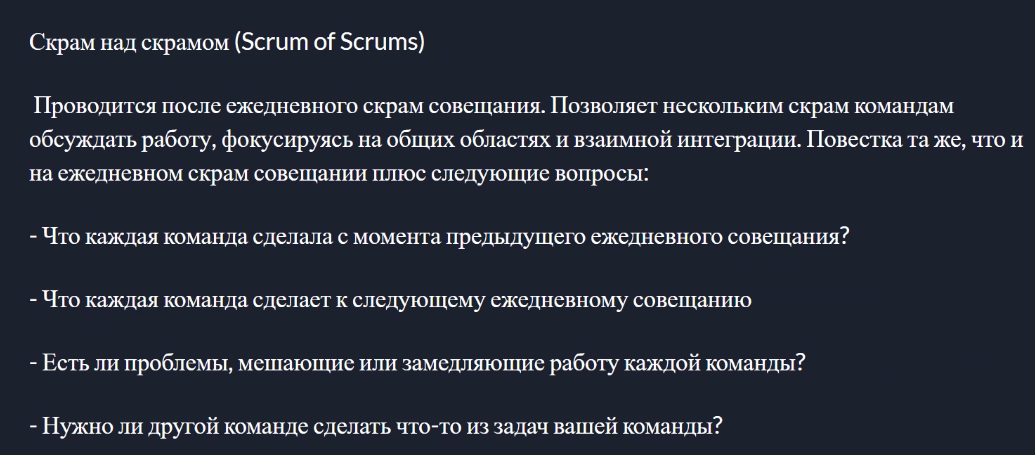 Скрам над скрамом (Scrum of Scrums)
Проводится после ежедневного скрам совещания. Позволяет нескольким скрам командам
обсуждать работу, фокусируясь на общих областях и взаимной интеграции. Повестка та же, что и
на ежедневном скрам совещании плюс следующие вопросы:
- Что каждая команда сделала с момента предыдущего ежедневного совещания?
- Что каждая команда сделает к следующему ежедневному совещанию
- Есть ли проблемы, мешающие или замедляющие работу каждой команды?
- Нужно ли другой команде сделать что-то из задач вашей команды?